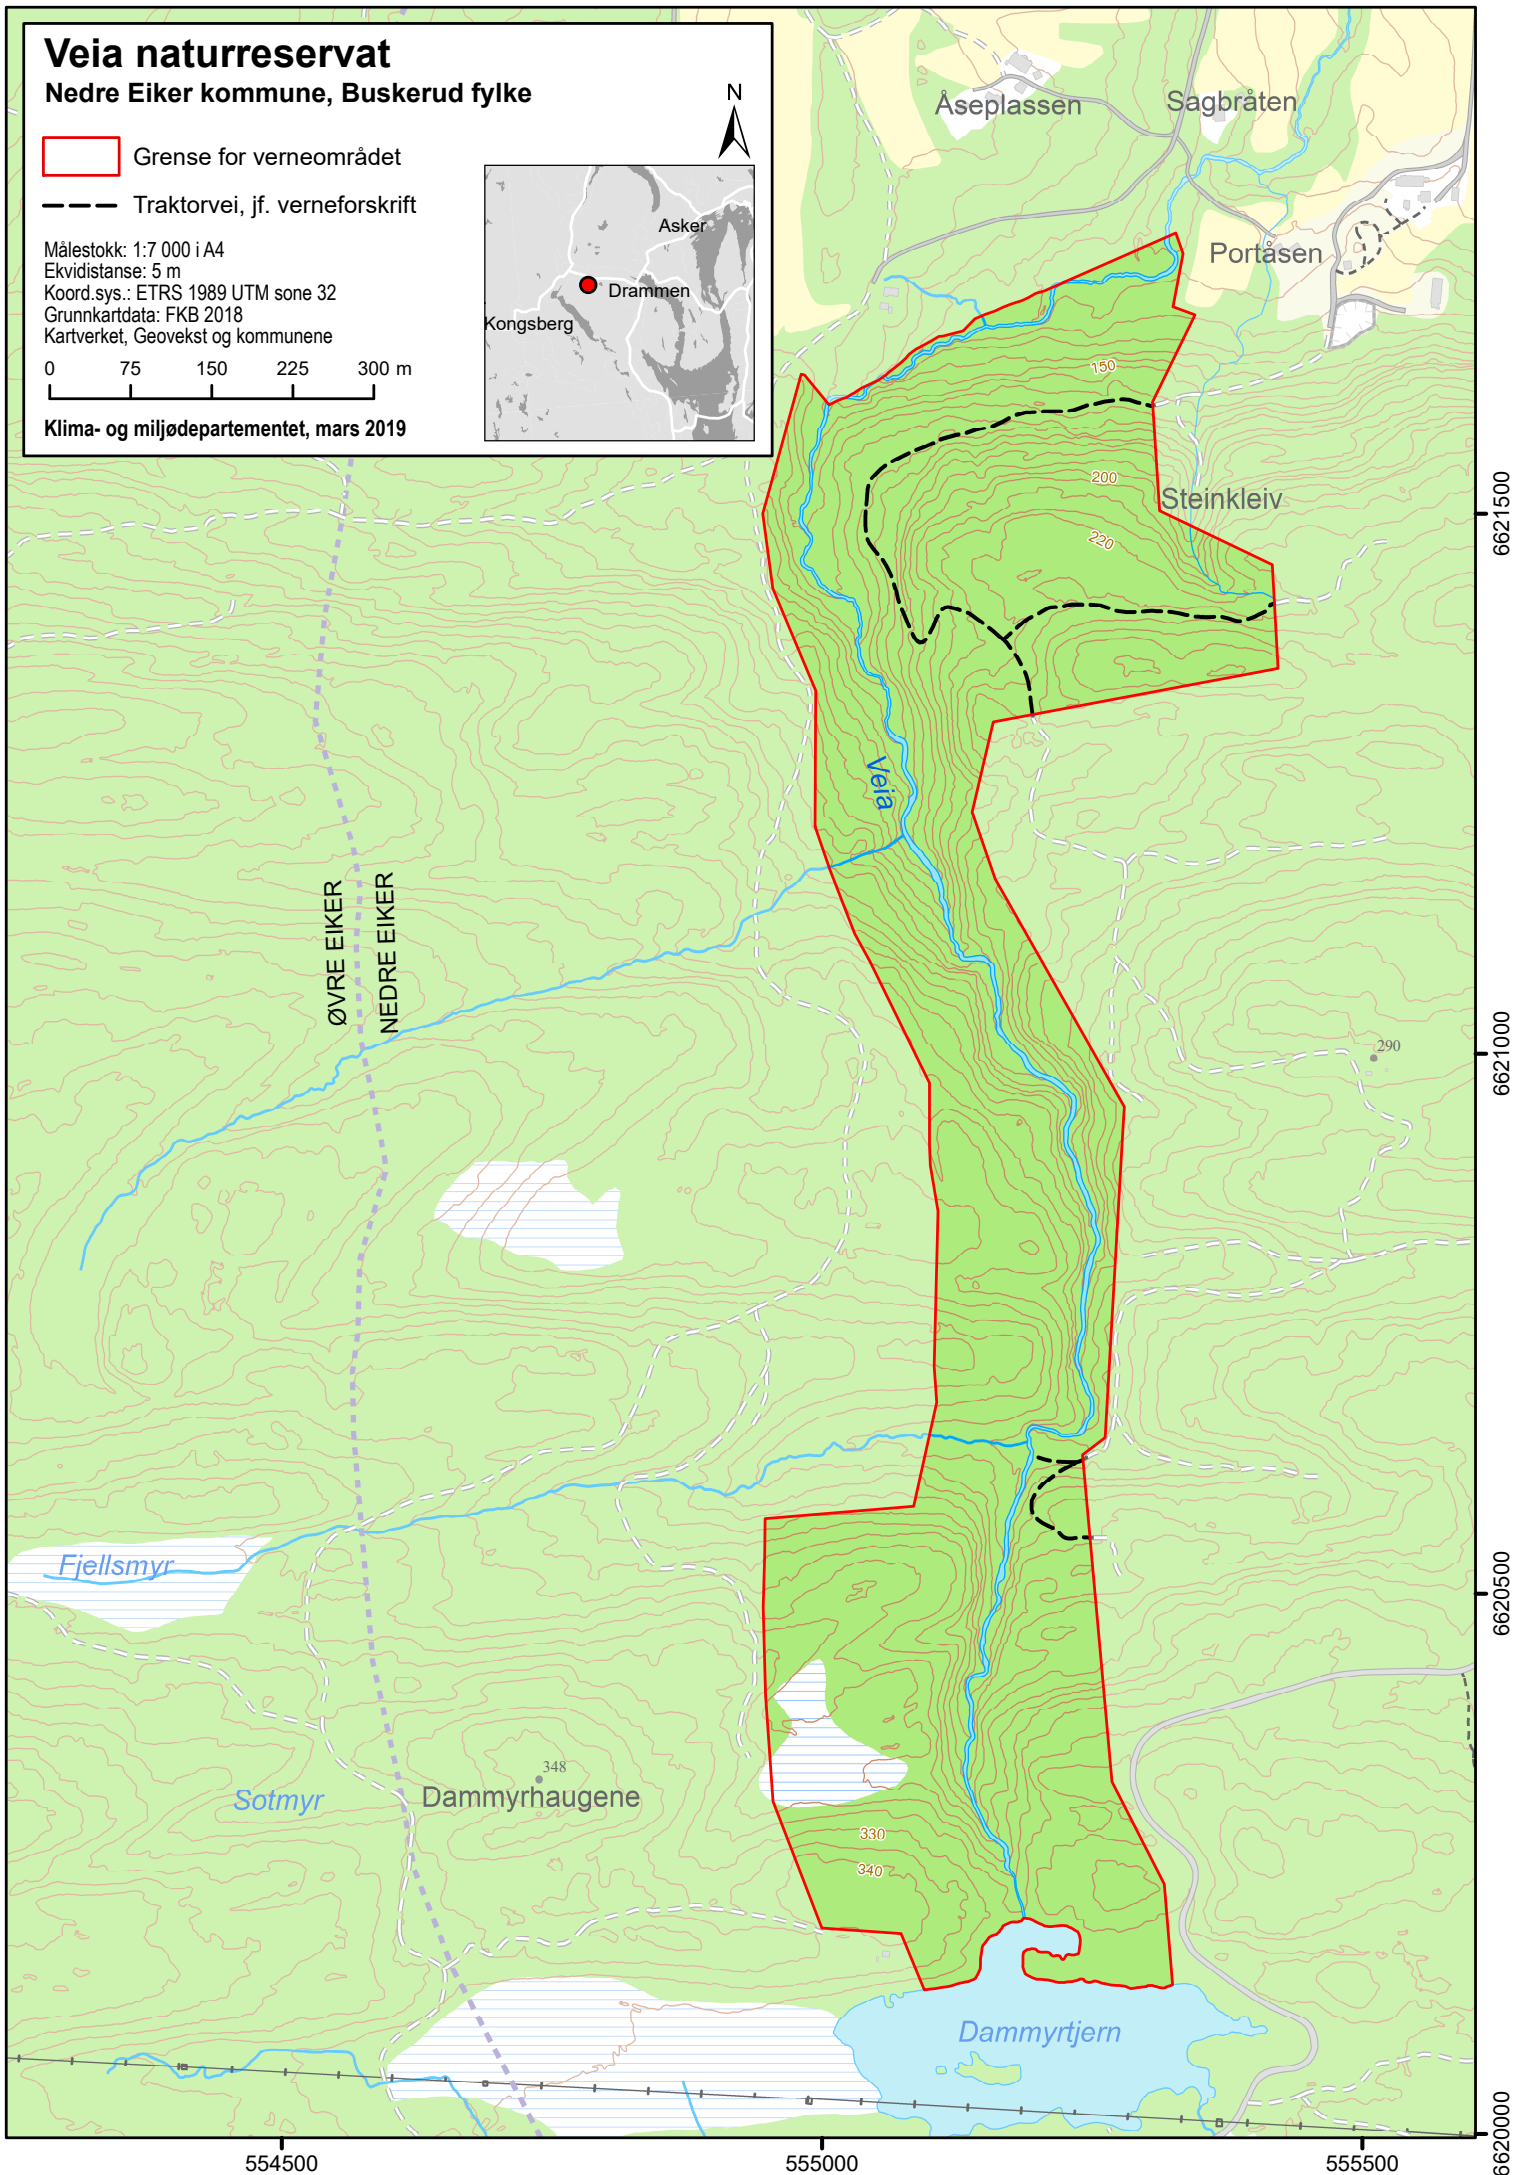 Veia naturreservat
Nedre Eiker kommune, Buskerud fylke
N
Grense for verneområdet
Traktorvei, jf. verneforskrift
Målestokk: 1:7 000 i A4
Ekvidistanse: 5 m
Koord.sys.: ETRS 1989 UTM sone 32
Grunnkartdata: FKB 2018
Kartverket, Geovekst og kommunene
0 75 150 225 300 m
Klima- og miljødepartementet, mars 2019
Asker
Drammen
Kongsberg
Åseplassen
Sagbråten
Portåsen
150
200
Steinkleiv
220
6621500
Veia
ØVRE EIKER
NEDRE EIKER
290
6621000
Fjellsmyr
6620500
348
Sotmyr
Dammyrhaugene
330
340
Dammyrtjern
6620000
554500
555000
555500